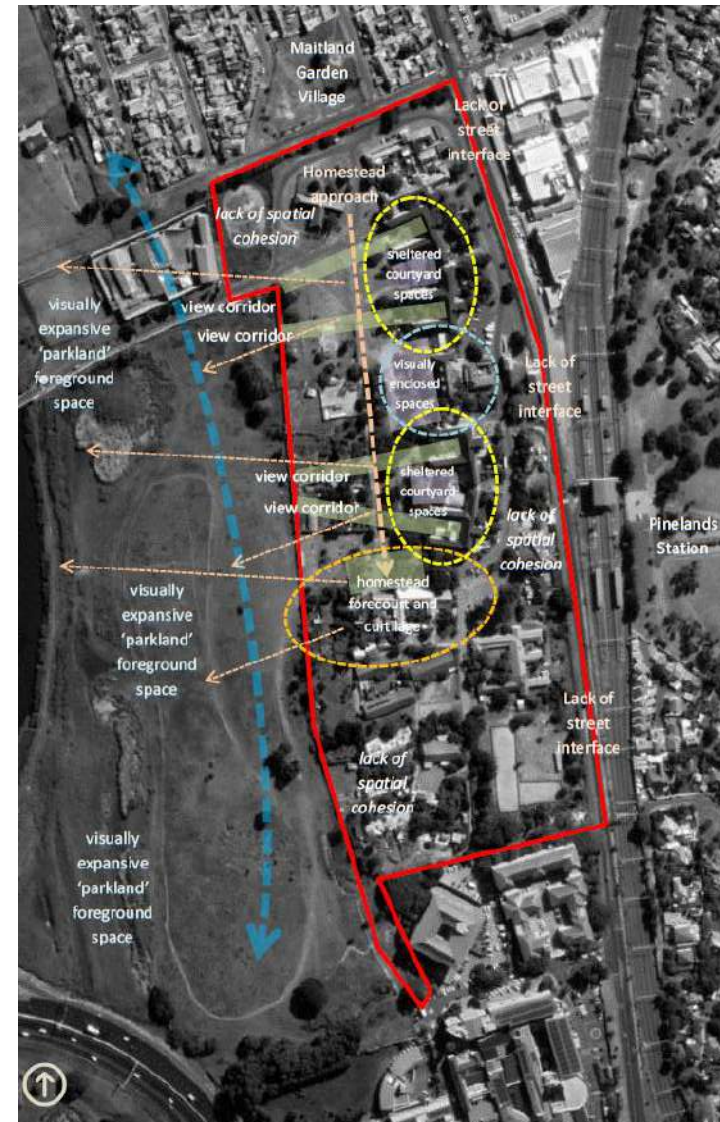 Maitland
Garden
Village
Lack of
street
interface
Homestead
approach
lack of spatial
cohesion
sheltered
courtyard
spaces
visually
expansive
'parkland'
foreground
space
view corridor
view corridor
visually
enclosed
spaces
Lack of
street
interface
view corridor
sheltered
courtyard
spaces
view corridor
lack of
spatial
cohesion
Pinelands
Station
visually
expansive
'parkland'
foreground
space
homestead
forecourt and
curtilage
Lack of
street
interface
lack of
spatial
cohesion
visually
expansive
'parkland'
foreground
space